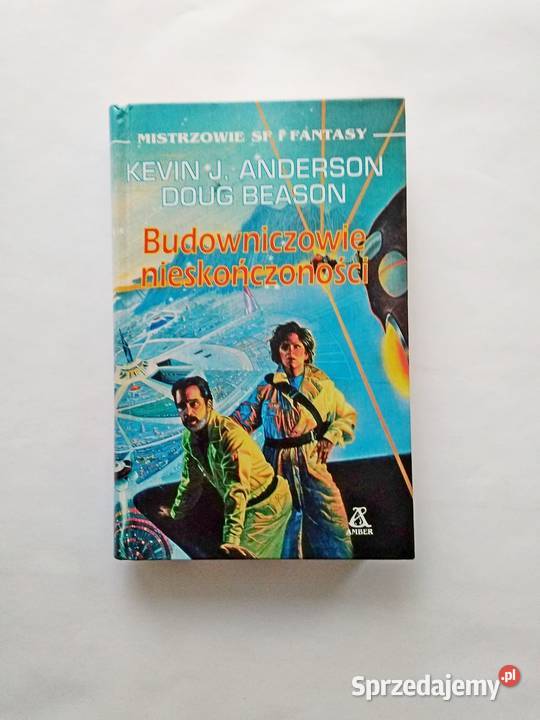 MISTRZOWIE SF I FANTASY
KEVIN J. ANDERSON
DOUG BEASON
Budowniczowie
nieskończoności
AMBER
Sprzedajemy.pl